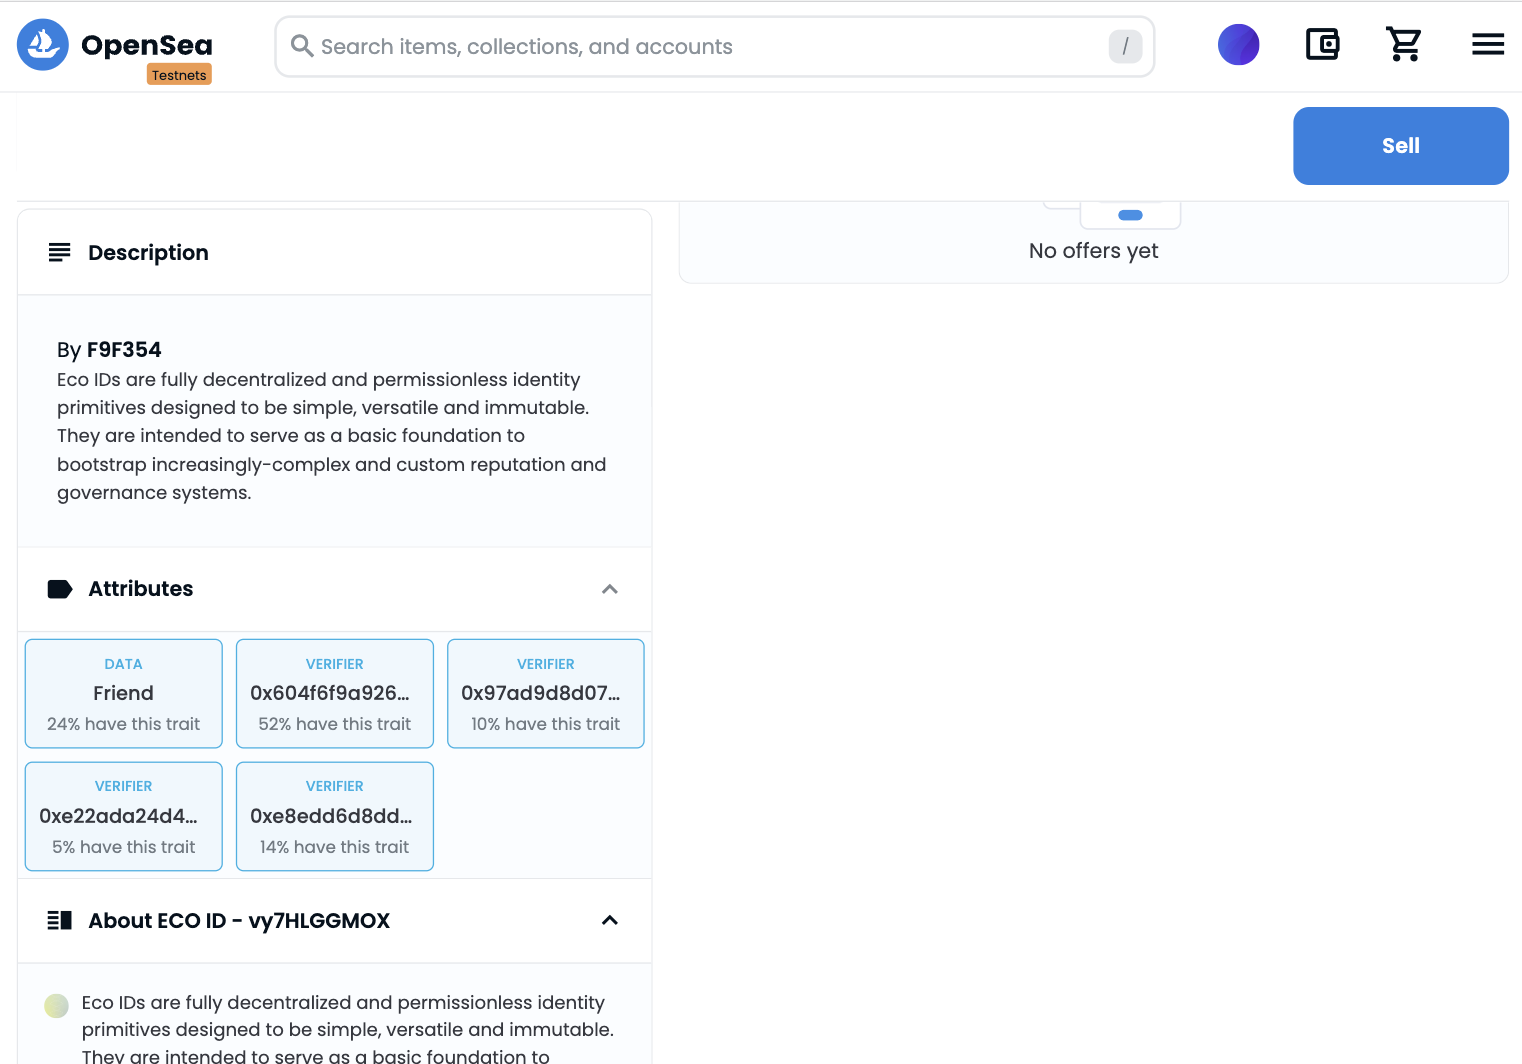 OpenSea
Testnets
Search items, collections, and accounts
/
Sell
Description
No offers yet
By F9F354
Eco IDs are fully decentralized and permissionless identity
primitives designed to be simple, versatile and immutable.
They are intended to serve as a basic foundation to
bootstrap increasingly-complex and custom reputation and
governance systems.
Attributes
DATA
Friend
24% have this trait
VERIFIER
0x604f6f9a926...
52% have this trait
VERIFIER
0x97ad9d8d07...
10% have this trait
VERIFIER
0xe22ada24d4...
5% have this trait
VERIFIER
0xe8edd6d8dd...
14% have this trait
About ECO ID - vy7HLGGMOX
Eco IDs are fully decentralized and permissionless identity
primitives designed to be simple, versatile and immutable.
They are intended to serve as a basic foundation to